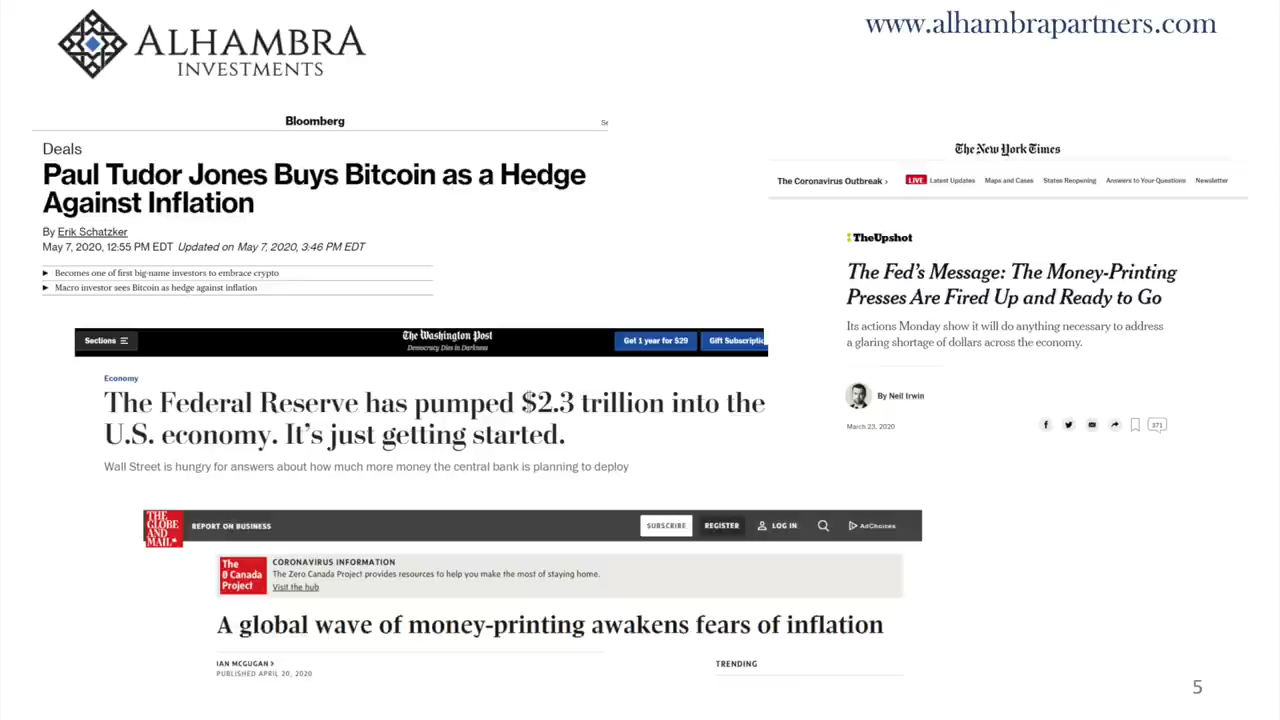 ALHAMBRA
INVESTMENTS
www.alhambrapartners.com
Bloomberg
Deals
Paul Tudor Jones Buys Bitcoin as a Hedge
Against Inflation
By Erik Schatzker
May 7, 2020, 12:55 PM EDT Updated on May 7, 2020, 3:46 PM EDT
Becomes one of first big-name investors to embrace crypto
Macro investor sees Bitcoin as hedge against inflation
The New York Times
The Coronavirus Outbreak › LIVE Latest Updates Maps and Cases States Reopening Answers to Your Questions Newsletter
TheUpshot
The Fed's Message: The Money-Printing
Presses Are Fired Up and Ready to Go
Its actions Monday show it will do anything necessary to address
a glaring shortage of dollars across the economy.
By Neil Irwin
March 23, 2020
371
Sections
The Washington Post
Democracy Dies in Darkness
Get 1 year for $29
Gift Subscriptio
Economy
The Federal Reserve has pumped $2.3 trillion into the
U.S. economy. It's just getting started.
Wall Street is hungry for answers about how much more money the central bank is planning to deploy
THE
GLOBE
AND
MAIL*
REPORT ON BUSINESS
SUBSCRIBE REGISTER LOG IN AdChoices
The
0 Canada
Project
CORONAVIRUS INFORMATION
The Zero Canada Project provides resources to help you make the most of staying home.
Visit the hub
A global wave of money-printing awakens fears of inflation
IAN MCGUGAN >
PUBLISHED APRIL 20, 2020
TRENDING
5